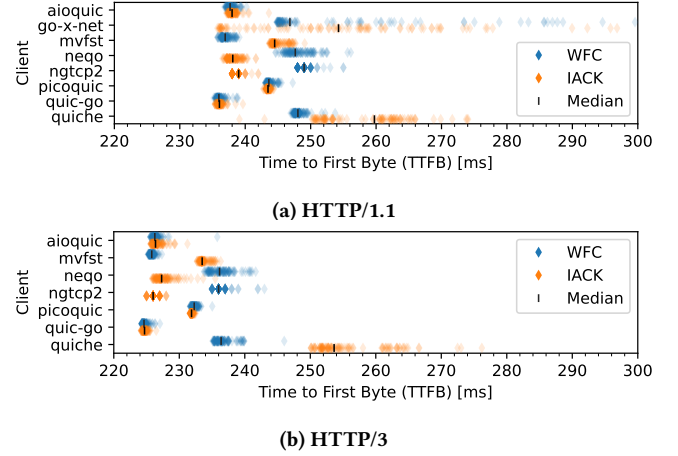 Client
aioquic
go-x-net
mvfst
neqo
ngtcp2
picoquic
quic-go
quiche
WFC
IACK
Median
220 230 240 250 260 270 280 290 300
Time to First Byte (TTFB) [ms]
(a) HTTP/1.1
Client
aioquic
mvfst
neqo
ngtcp2
picoquic
quic-go
quiche
WFC
IACK
Median
220 230 240 250 260 270 280 290 300
Time to First Byte (TTFB) [ms]
(b) HTTP/3